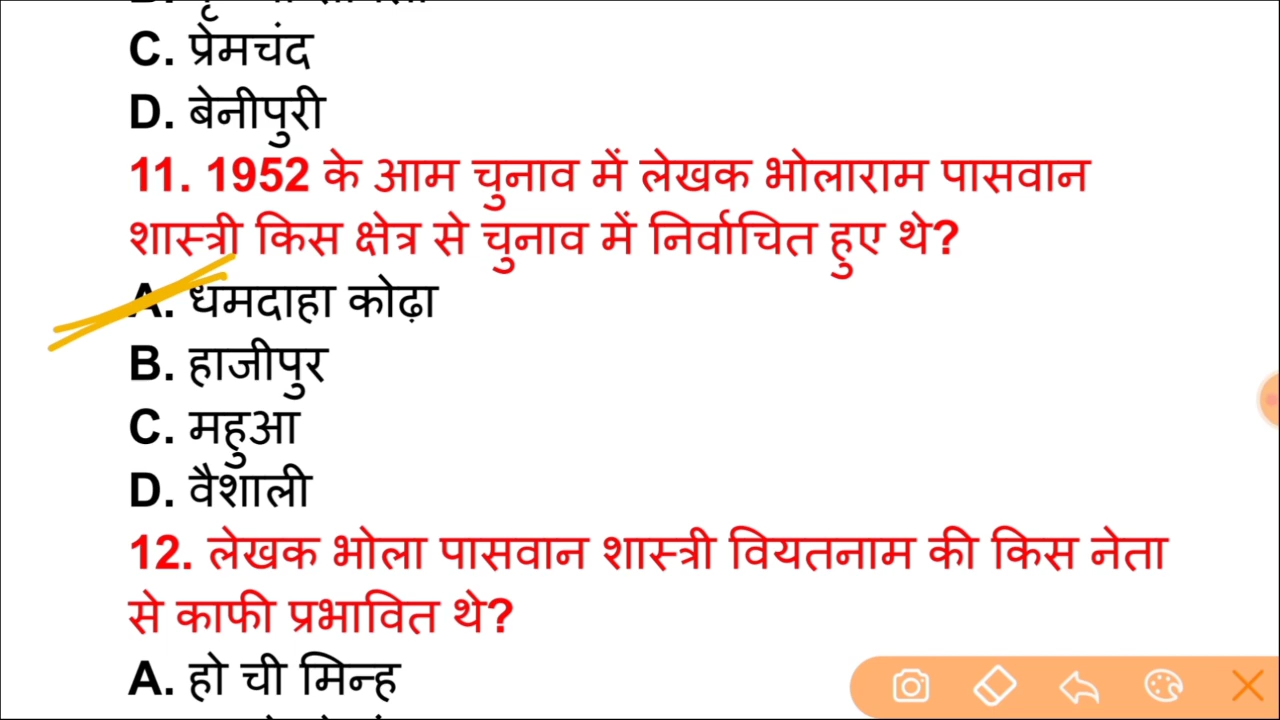 C. प्रेमचंद
D. बेनीपुरी
11. 1952 के आम चुनाव में लेखक भोलाराम पासवान
शास्त्री किस क्षेत्र से चुनाव में निर्वाचित हुए थे?
A. धमदाहा कोढ़ा
B. हाजीपुर
C. महुआ
D. वैशाली
12. लेखक भोला पासवान शास्त्री वियतनाम की किस नेता
से काफी प्रभावित थे?
A. हो ची मिन्ह